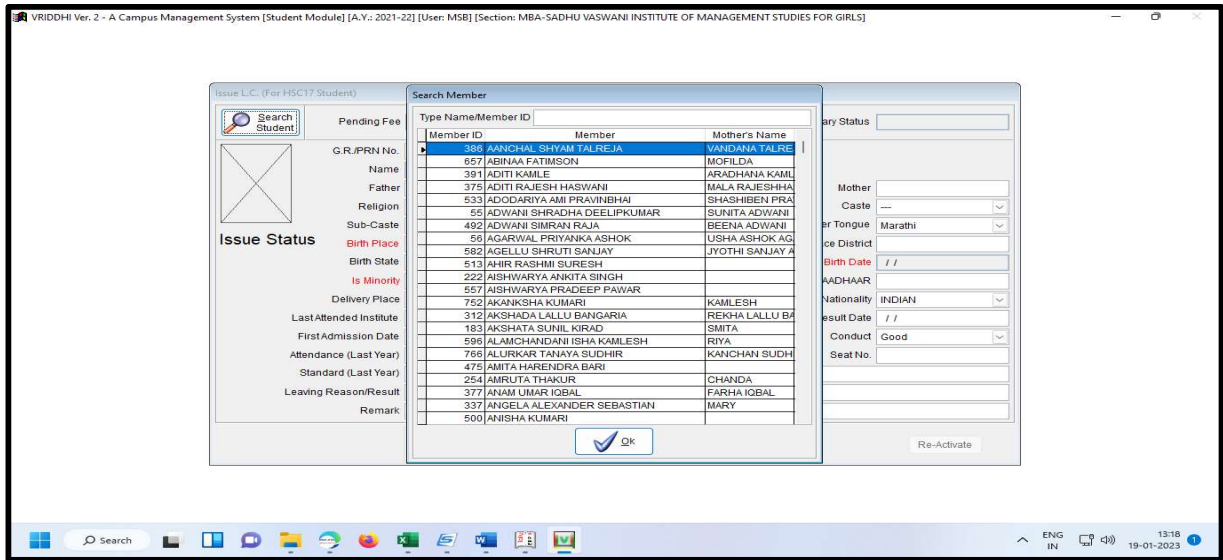 VRIDDHI Ver. 2 - A Campus Management System [Student Module] [A.Y.: 2021-22] [User: MSB] [Section: MBA-SADHU VASWANI INSTITUTE OF MANAGEMENT STUDIES FOR GIRLS]
Issue L.C. (For HSC17 Student)
Search Student
Pending Fee
ary Status
G.R./PRN No.
Name
Father
Mother
Religion
Caste ---
Sub-Caste
er Tongue Marathi
Issue Status
Birth Place
ce District
Birth State
Birth Date / /
Is Minority
AADHAAR
Delivery Place
Nationality INDIAN
Last Attended Institute
esult Date / /
First Admission Date
Conduct Good
Attendance (Last Year)
Seat No.
Standard (Last Year)
Leaving Reason/Result
Remark
Re-Activate
Search Member
Type Name/Member ID
Member ID Member Mother's Name
386 AANCHAL SHYAM TALREJA VANDANA TALRE
657 ABINAA FATIMSON MOFILDA
391 ADITI KAMLE ARADHANA KAML
375 ADITI RAJESH HASWANI MALA RAJESHHA
533 ADODARIYA AMI PRAVINBHAI SHASHIBEN PRA
55 ADWANI SHRADHA DEELIPKUMAR SUNITA ADWANI
492 ADWANI SIMRAN RAJA BEENA ADWANI
56 AGARWAL PRIYANKA ASHOK USHA ASHOK AG
582 AGELLU SHRUTI SANJAY JYOTHI SANJAY A
513 AHIR RASHMI SURESH
222 AISHWARYA ANKITA SINGH
557 AISHWARYA PRADEEP PAWAR
752 AKANKSHA KUMARI KAMLESH
312 AKSHADA LALLU BANGARIA REKHA LALLU BA
183 AKSHATA SUNIL KIRAD SMITA
596 ALAMCHANDANI ISHA KAMLESH RIYA
766 ALURKAR TANAYA SUDHIR KANCHAN SUDH
475 AMITA HARENDRA BARI
254 AMRUTA THAKUR CHANDA
377 ANAM UMAR IQBAL FARHA IQBAL
337 ANGELA ALEXANDER SEBASTIAN MARY
500 ANISHA KUMARI
Ok
Search
ENG
IN
13:18
19-01-2023
1